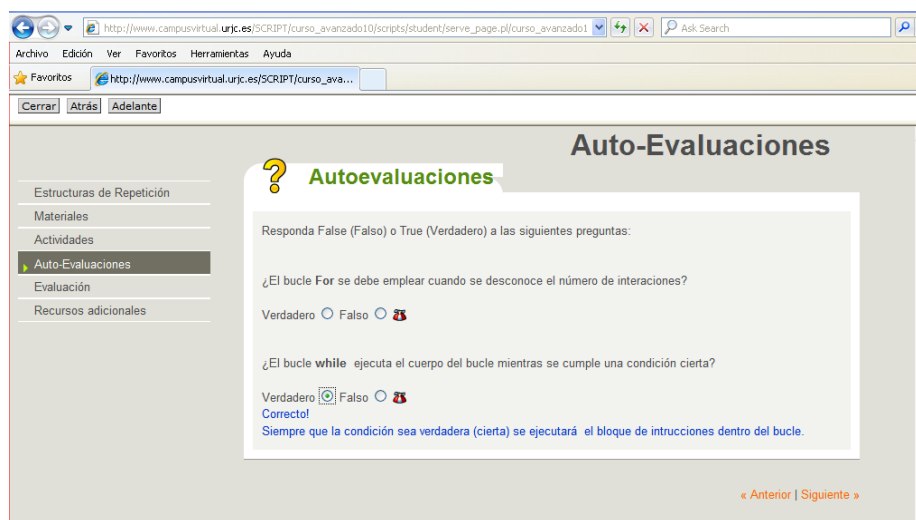 http://www.campusvirtual.urjc.es/SCRIPT/curso_avanzado10/scripts/student/serve_page.pl/curso_avanzado1
Ask Search
Archivo Edición Ver Favoritos Herramientas Ayuda
Favoritos http://www.campusvirtual.urjc.es/SCRIPT/curso_ava...
Cerrar Atrás Adelante
Auto-Evaluaciones
Autoevaluaciones
Estructuras de Repetición
Materiales
Actividades
Auto-Evaluaciones
Evaluación
Recursos adicionales
Responda False (Falso) o True (Verdadero) a las siguientes preguntas:
¿El bucle For se debe emplear cuando se desconoce el número de interaciones?
Verdadero Falso
¿El bucle while ejecuta el cuerpo del bucle mientras se cumple una condición cierta?
Verdadero Falso
Correcto!
Siempre que la condición sea verdadera (cierta) se ejecutará el bloque de intrucciones dentro del bucle.
« Anterior | Siguiente »